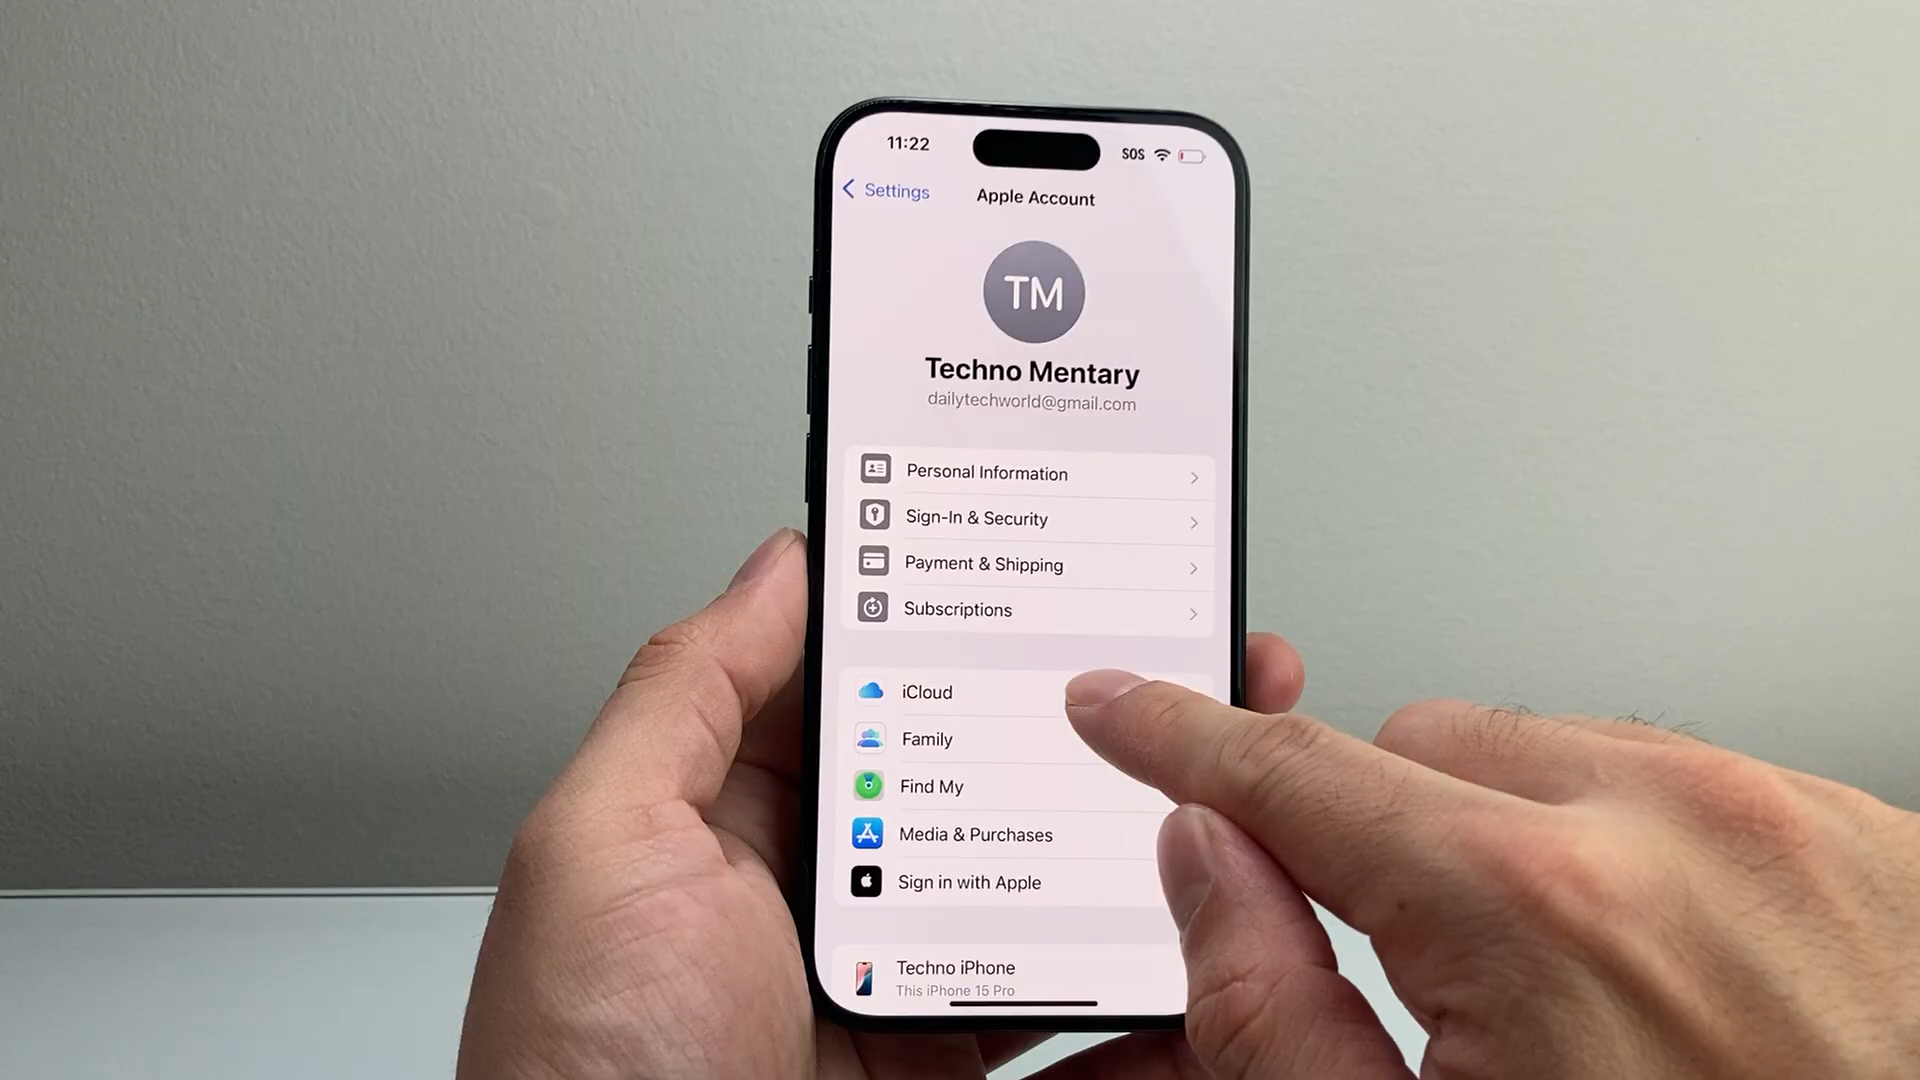 11:22
SOS
Settings
Apple Account
TM
Techno Mentary
dailytechworld@gmail.com
Personal Information
Sign-In & Security
Payment & Shipping
Subscriptions
iCloud
Family
Find My
Media & Purchases
Sign in with Apple
Techno iPhone
This iPhone 15 Pro